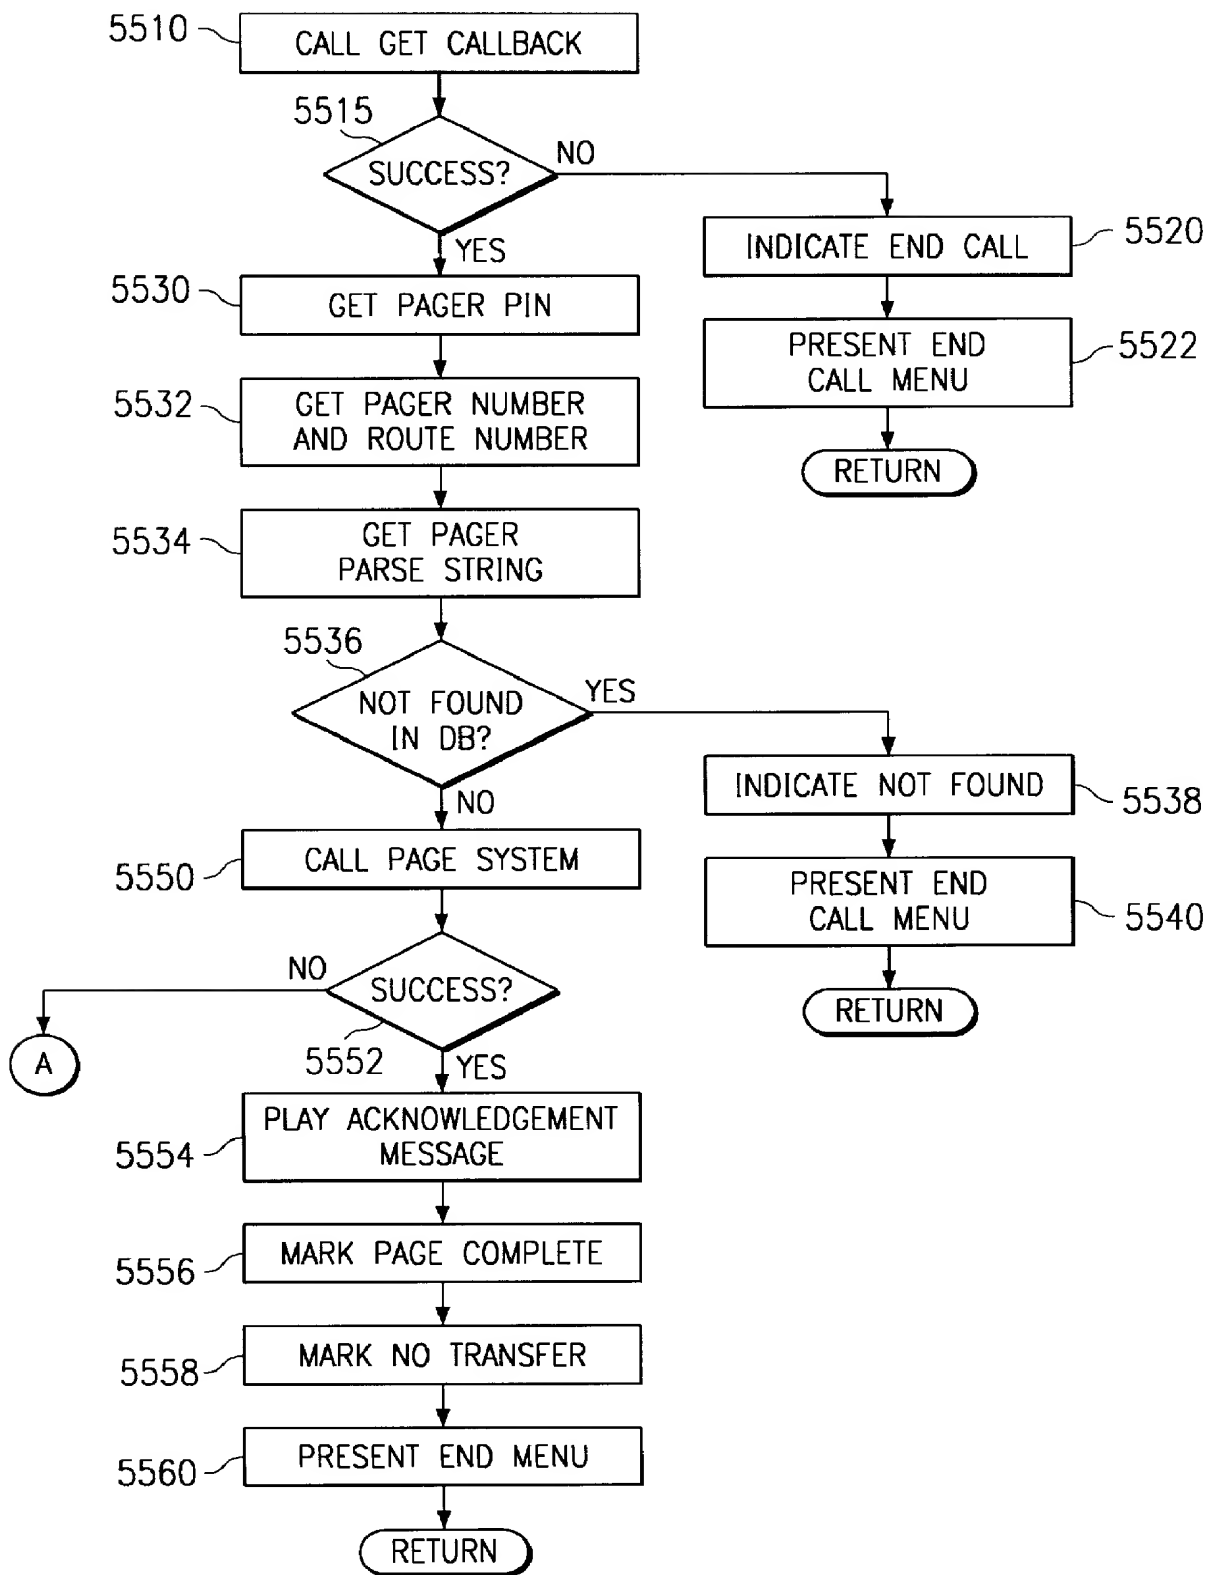 5510
CALL GET CALLBACK
5515
SUCCESS?
NO
YES
INDICATE END CALL
5520
5530
GET PAGER PIN
PRESENT END
CALL MENU
5522
5532
GET PAGER NUMBER
AND ROUTE NUMBER
RETURN
5534
GET PAGER
PARSE STRING
5536
NOT FOUND
IN DB?
YES
NO
INDICATE NOT FOUND
5538
5550
CALL PAGE SYSTEM
PRESENT END
CALL MENU
5540
NO
SUCCESS?
RETURN
5552
A
YES
5554
PLAY ACKNOWLEDGEMENT
MESSAGE
5556
MARK PAGE COMPLETE
5558
MARK NO TRANSFER
5560
PRESENT END MENU
RETURN